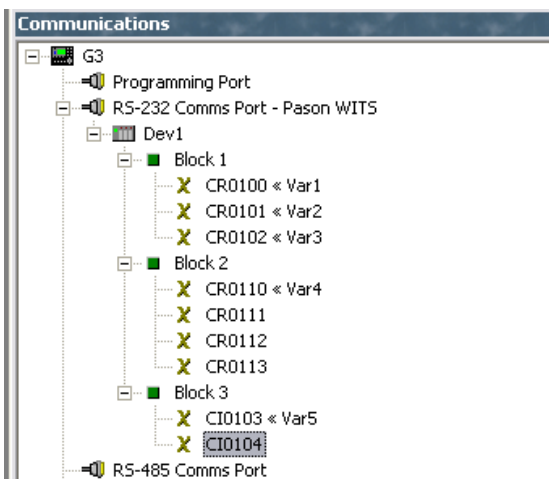 Communications
G3
Programming Port
RS-232 Comms Port - Pason WITS
Dev1
Block 1
CR0100 « Var1
CR0101 « Var2
CR0102 « Var3
Block 2
CR0110 « Var4
CR0111
CR0112
CR0113
Block 3
CI0103 « Var5
CI0104
RS-485 Comms Port